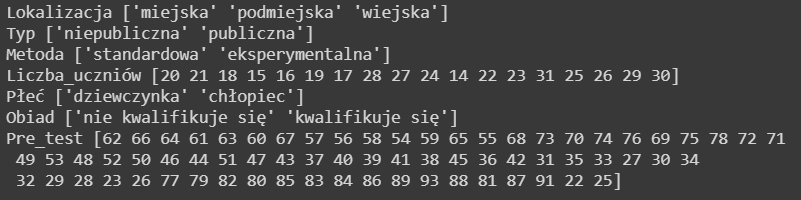 Lokalizacja ['miejska' 'podmiejska' 'wiejska']
Typ ['niepubliczna' 'publiczna']
Metoda ['standardowa' 'eksperymentalna']
Liczba_uczniów [20 21 18 15 16 19 17 28 27 24 14 22 23 31 25 26 29 30]
Płeć ['dziewczynka' 'chłopiec']
Obiad ['nie kwalifikuje się' 'kwalifikuje się']
Pre_test [62 66 64 61 63 60 67 57 56 58 54 59 65 55 68 73 70 74 76 69 75 78 72 71
49 53 48 52 50 46 44 51 47 43 37 40 39 41 38 45 36 42 31 35 33 27 30 34
32 29 28 23 26 77 79 82 80 85 83 84 86 89 93 88 81 87 91 22 25]